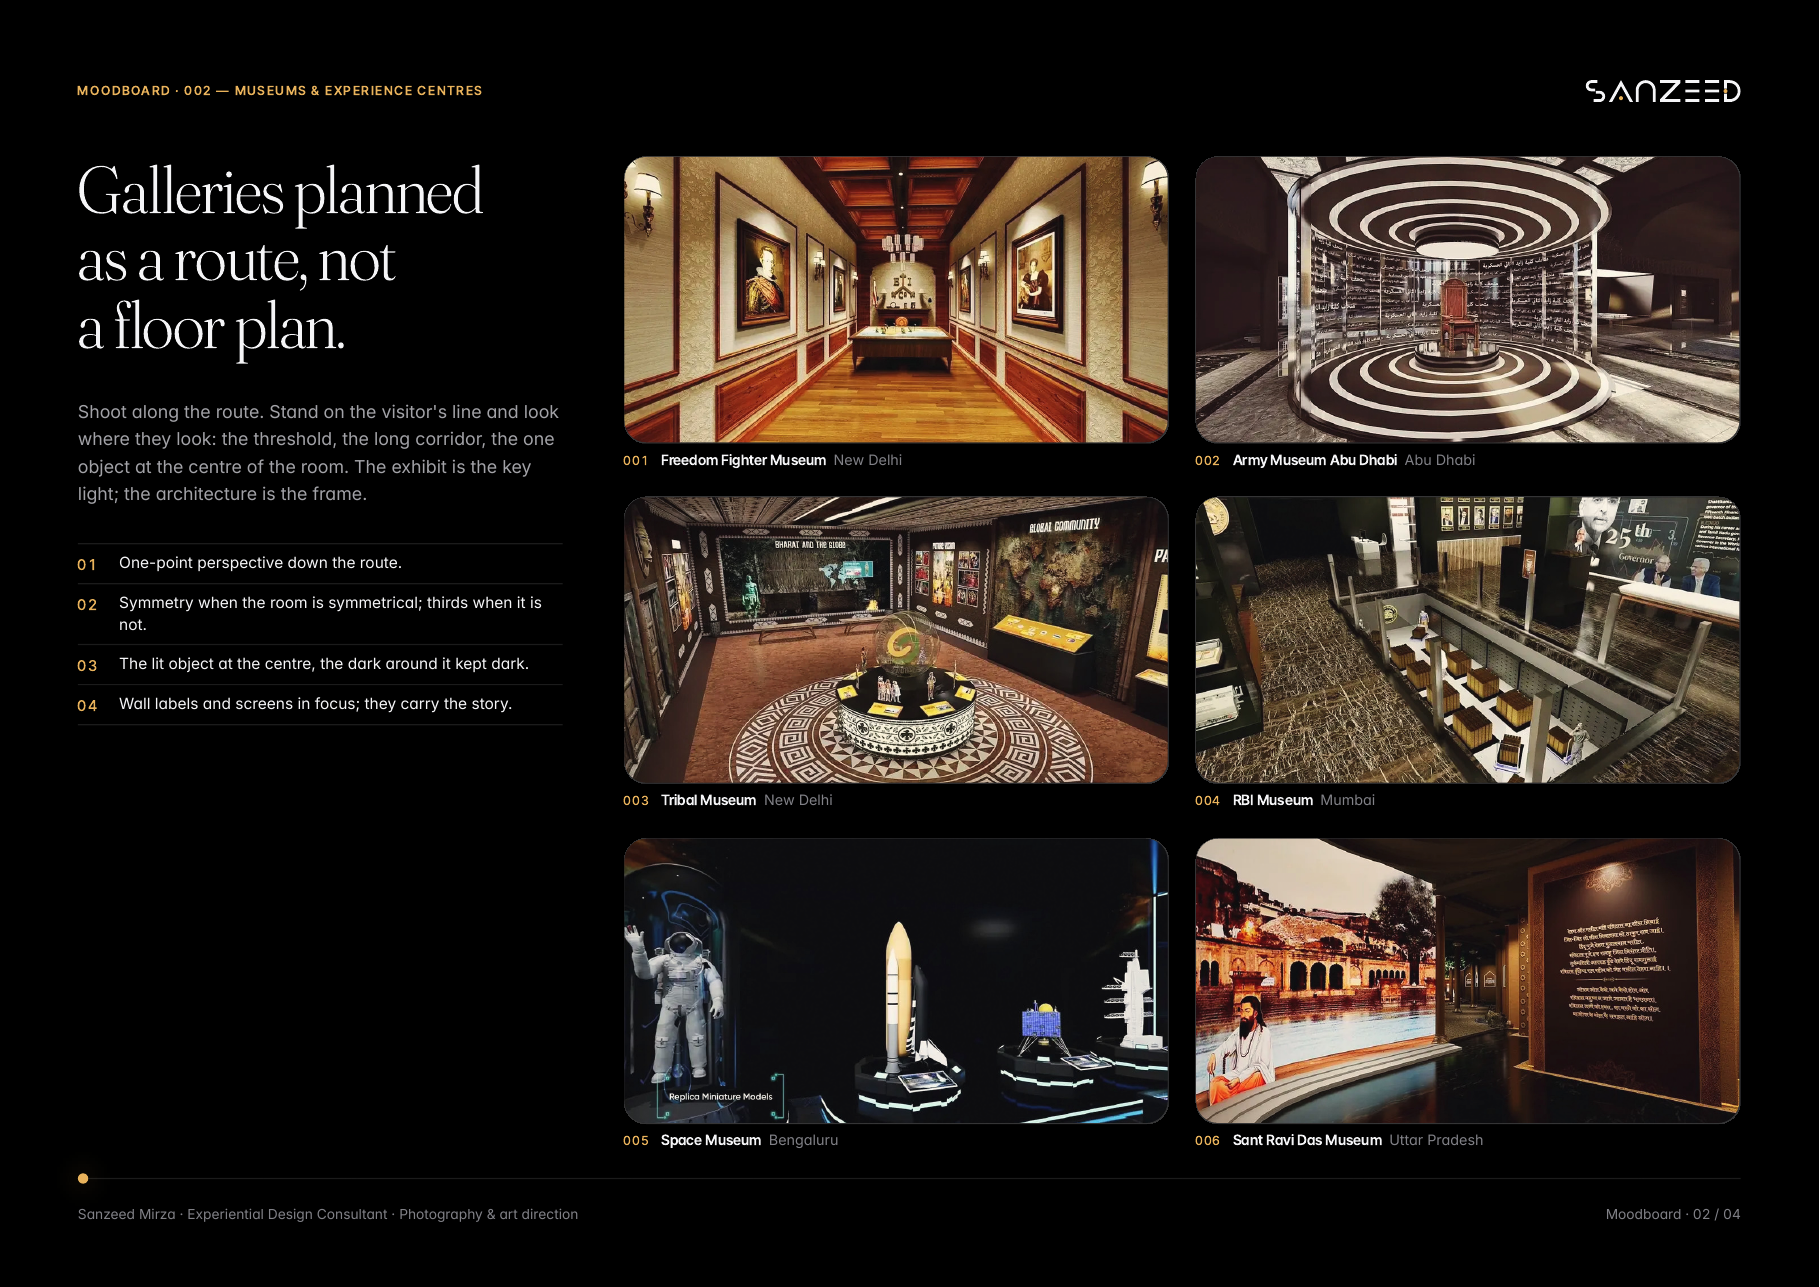 MOODBOARD · 002 — MUSEUMS & EXPERIENCE CENTRES
SANZEED
Galleries planned
as a route, not
a floor plan.
Shoot along the route. Stand on the visitor's line and look
where they look: the threshold, the long corridor, the one
object at the centre of the room. The exhibit is the key
light; the architecture is the frame.
01 One-point perspective down the route.
02 Symmetry when the room is symmetrical; thirds when it is
not.
03 The lit object at the centre, the dark around it kept dark.
04 Wall labels and screens in focus; they carry the story.
001 Freedom Fighter Museum New Delhi
002 Army Museum Abu Dhabi Abu Dhabi
BHARAT AND THE GLOBE
FUTURE VISION
GLOBAL COMMUNITY
PA
25th
Governor
003 Tribal Museum New Delhi
004 RBI Museum Mumbai
Replica Miniature Models
005 Space Museum Bengaluru
006 Sant Ravi Das Museum Uttar Pradesh
Sanzeed Mirza · Experiential Design Consultant · Photography & art direction
Moodboard · 02 / 04